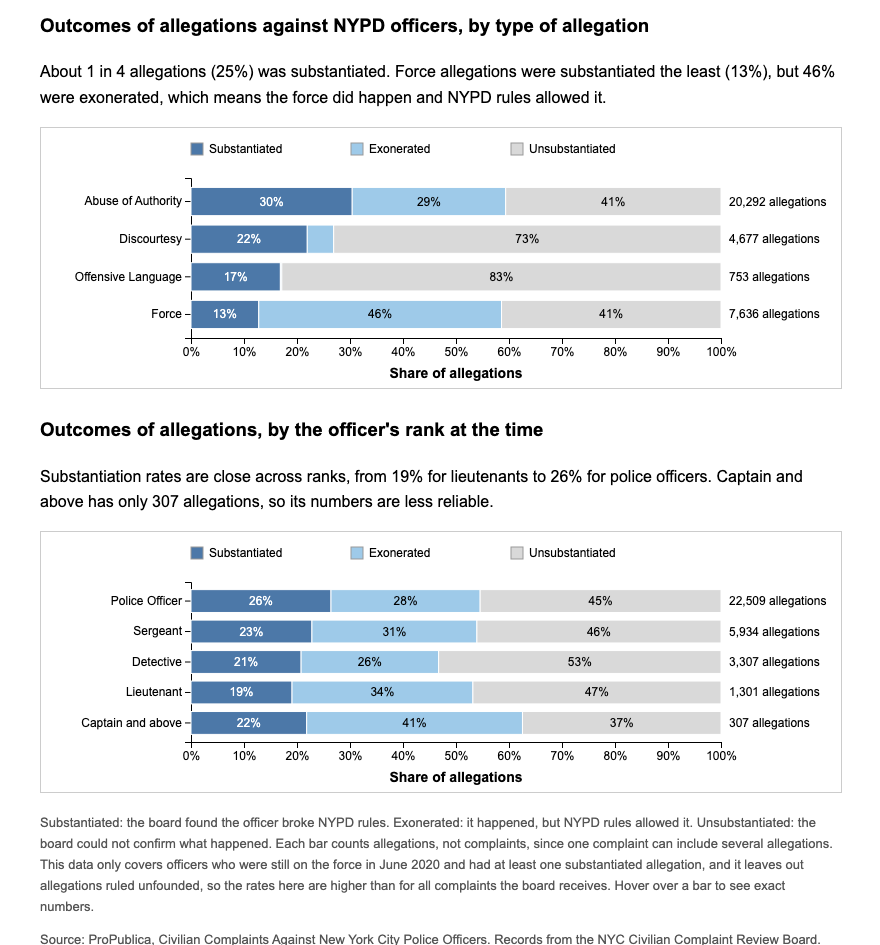 Outcomes of allegations against NYPD officers, by type of allegation
About 1 in 4 allegations (25%) was substantiated. Force allegations were substantiated the least (13%), but 46%
were exonerated, which means the force did happen and NYPD rules allowed it.
Substantiated Exonerated Unsubstantiated
Abuse of Authority 30% 29% 41% 20,292 allegations
Discourtesy 22% 73% 4,677 allegations
Offensive Language 17% 83% 753 allegations
Force 13% 46% 41% 7,636 allegations
0% 10% 20% 30% 40% 50% 60% 70% 80% 90% 100%
Share of allegations
Outcomes of allegations, by the officer's rank at the time
Substantiation rates are close across ranks, from 19% for lieutenants to 26% for police officers. Captain and
above has only 307 allegations, so its numbers are less reliable.
Substantiated Exonerated Unsubstantiated
Police Officer 26% 28% 45% 22,509 allegations
Sergeant 23% 31% 46% 5,934 allegations
Detective 21% 26% 53% 3,307 allegations
Lieutenant 19% 34% 47% 1,301 allegations
Captain and above 22% 41% 37% 307 allegations
0% 10% 20% 30% 40% 50% 60% 70% 80% 90% 100%
Share of allegations
Substantiated: the board found the officer broke NYPD rules. Exonerated: it happened, but NYPD rules allowed it. Unsubstantiated: the
board could not confirm what happened. Each bar counts allegations, not complaints, since one complaint can include several allegations.
This data only covers officers who were still on the force in June 2020 and had at least one substantiated allegation, and it leaves out
allegations ruled unfounded, so the rates here are higher than for all complaints the board receives. Hover over a bar to see exact
numbers.
Source: ProPublica, Civilian Complaints Against New York City Police Officers. Records from the NYC Civilian Complaint Review Board.